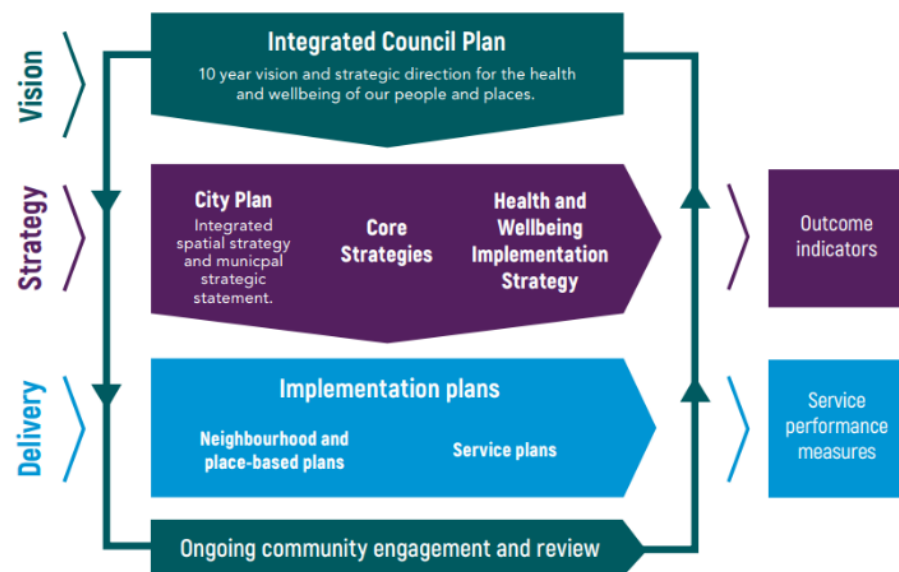 Vision
Integrated Council Plan
10 year vision and strategic direction for the health
and wellbeing of our people and places.
Strategy
City Plan
Integrated
spatial strategy
and municpal
strategic
statement.
Core
Strategies
Health and
Wellbeing
Implementation
Strategy
Outcome
indicators
Delivery
Implementation plans
Neighbourhood and
place-based plans
Service plans
Service
performance
measures
Ongoing community engagement and review